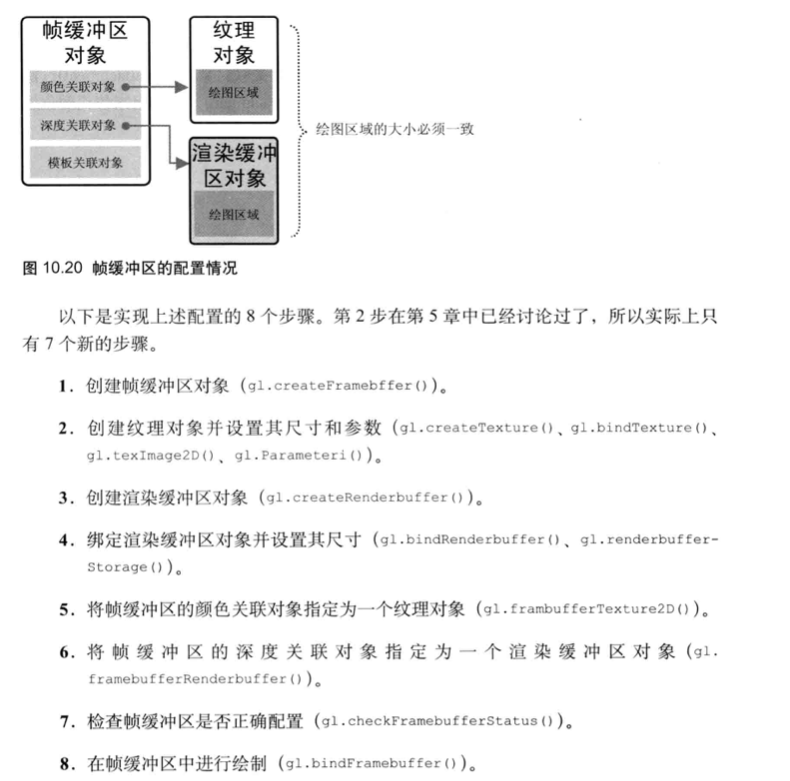 帧缓冲区
对象
颜色关联对象
深度关联对象
模板关联对象
纹理
对象
绘图区域
渲染缓冲
区对象
绘图区域
绘图区域的大小必须一致
图 10.20 帧缓冲区的配置情况
以下是实现上述配置的 8 个步骤。第 2 步在第 5 章中已经讨论过了，所以实际上只
有 7 个新的步骤。
1. 创建帧缓冲区对象（gl.createFramebffer()）。
2. 创建纹理对象并设置其尺寸和参数（gl.createTexture()、gl.bindTexture()、
gl.texImage2D()、gl.Parameteri()）。
3. 创建渲染缓冲区对象（gl.createRenderbuffer()）。
4. 绑定渲染缓冲区对象并设置其尺寸（gl.bindRenderbuffer()、gl.renderbuffer-
Storage()）。
5. 将帧缓冲区的颜色关联对象指定为一个纹理对象（gl.frambufferTexture2D()）。
6. 将帧缓冲区的深度关联对象指定为一个渲染缓冲区对象（gl.
framebufferRenderbuffer()）。
7. 检查帧缓冲区是否正确配置（gl.checkFramebufferStatus()）。
8. 在帧缓冲区中进行绘制（gl.bindFramebuffer()）。